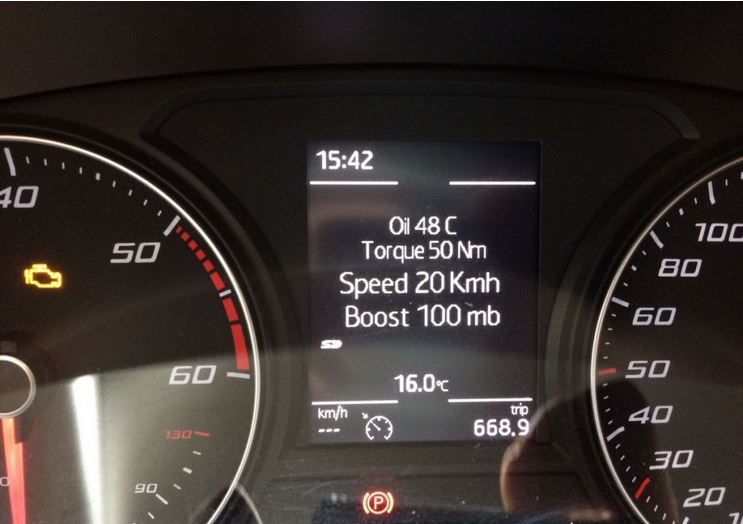 15:42
Oil 48 C
Torque 50 Nm
Speed 20 Kmh
Boost 100 mb
16.0°C
km/h
---
trip
668.9
40
50
60
130
90
100
80
60
50
40
30
20
P